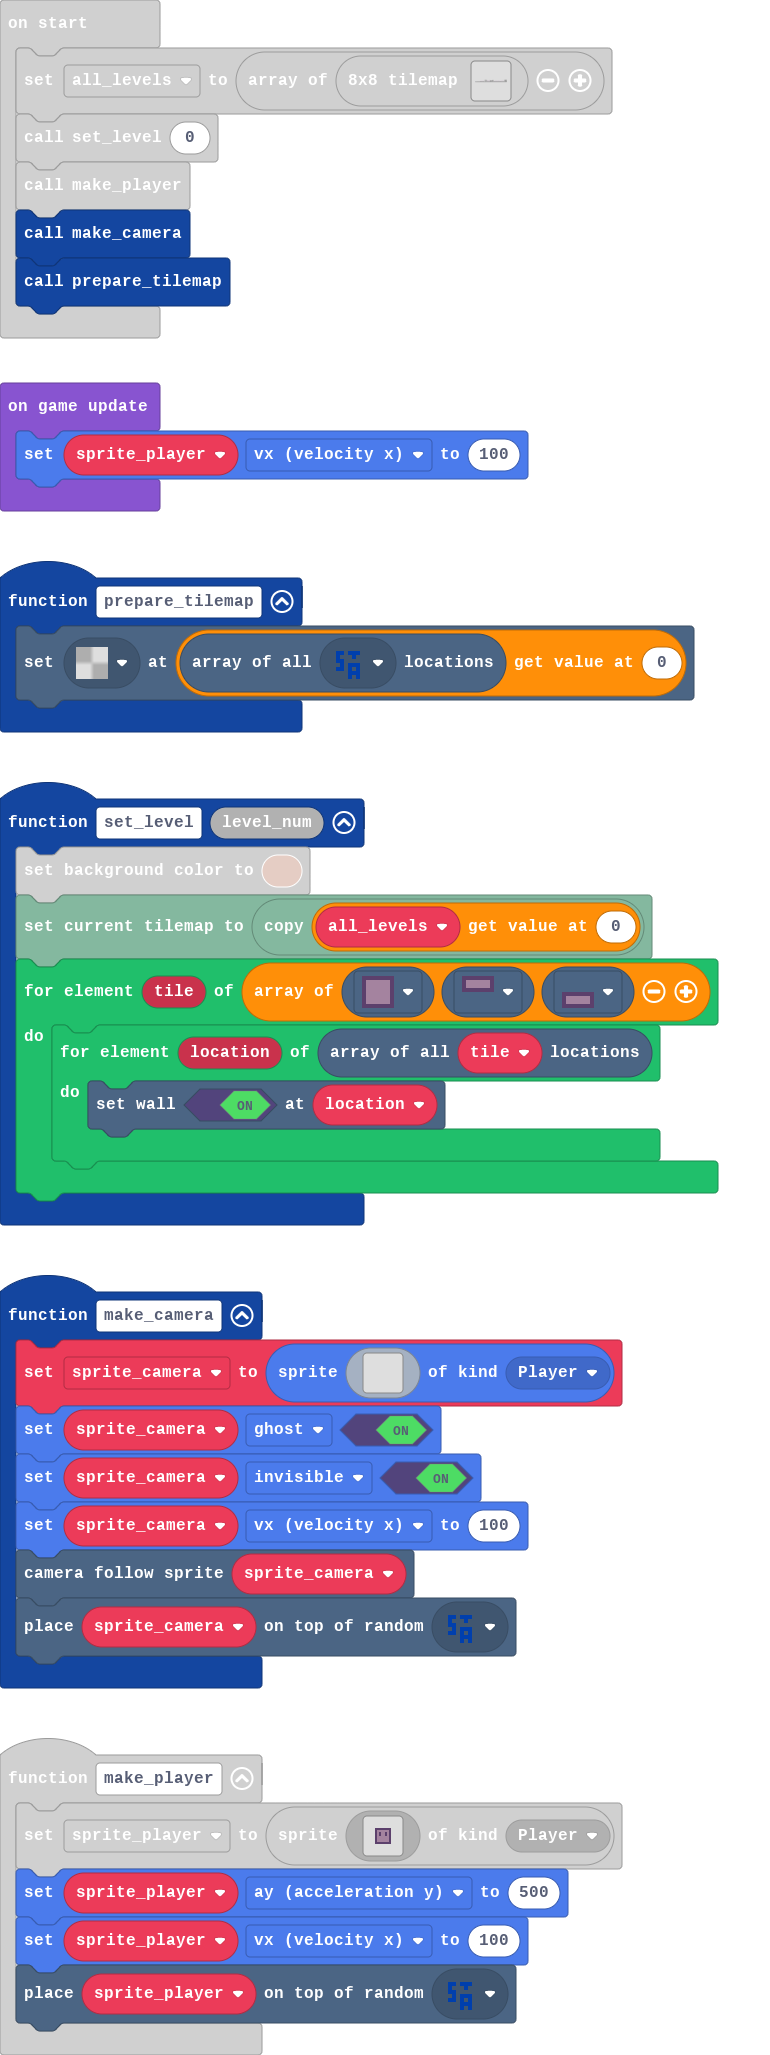 on start
set all_levels to array of 8x8 tilemap
call set_level 0
call make_player
call make_camera
call prepare_tilemap
on game update
set sprite_player vx (velocity x) to 100
function prepare_tilemap
set at array of all STA locations get value at 0
function set_level level_num
set background color to
set current tilemap to copy all_levels get value at 0
for element tile of array of
do
for element location of array of all tile locations
do
set wall ON at location
function make_camera
set sprite_camera to sprite of kind Player
set sprite_camera ghost ON
set sprite_camera invisible ON
set sprite_camera vx (velocity x) to 100
camera follow sprite sprite_camera
place sprite_camera on top of random STA
function make_player
set sprite_player to sprite of kind Player
set sprite_player ay (acceleration y) to 500
set sprite_player vx (velocity x) to 100
place sprite_player on top of random STA